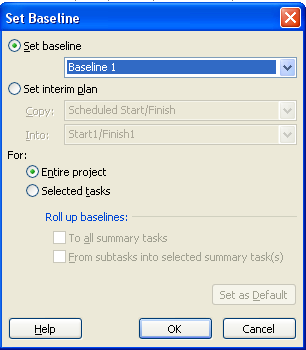 Set Baseline
Set baseline
Baseline 1
Set interim plan
Copy: Scheduled Start/Finish
Into: Start1/Finish1
For:
Entire project
Selected tasks
Roll up baselines:
To all summary tasks
From subtasks into selected summary task(s)
Set as Default
Help OK Cancel